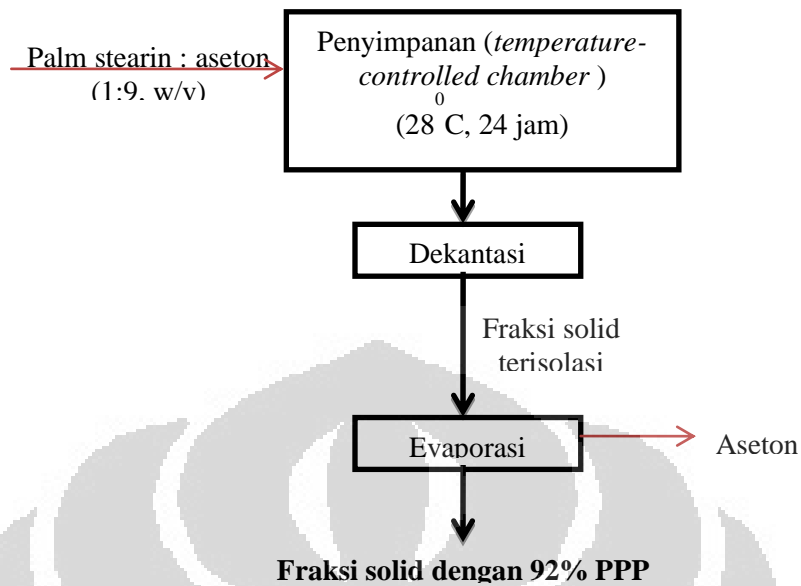 Palm stearin : aseton
(1:9, w/v)
Penyimpanan (temperature-
controlled chamber )
0
(28 C, 24 jam)
Dekantasi
Fraksi solid
terisolasi
Evaporasi
Aseton
Fraksi solid dengan 92% PPP